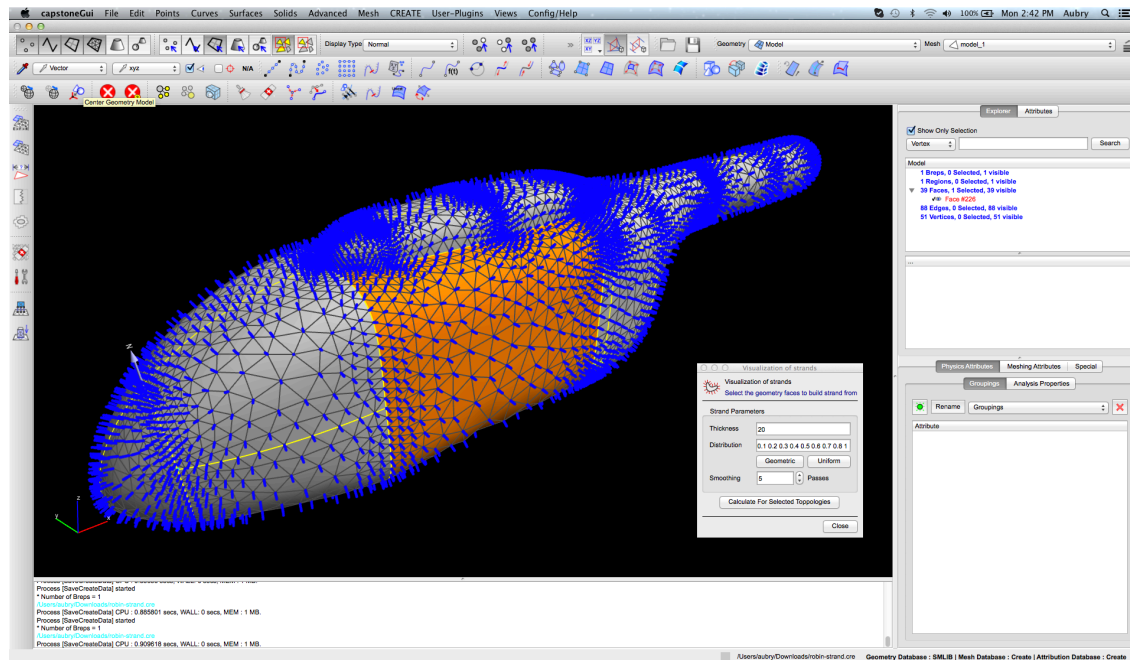 capstoneGui File Edit Points Curves Surfaces Solids Advanced Mesh CREATE User-Plugins Views Config/Help 100% Mon 2:42 PM Aubry
Display Type Normal » XYZ YZ XY Geometry Model Mesh model_1
Vector xyz N/A f(t)
Center Geometry Model
Explorer Attributes
Show Only Selection
Vertex Search
Model
1 Breps, 0 Selected, 1 visible
1 Regions, 0 Selected, 1 visible
39 Faces, 1 Selected, 39 visible
Face #226
88 Edges, 0 Selected, 88 visible
51 Vertices, 0 Selected, 51 visible
...
N
z
y
x
Visualization of strands
Visualization of strands
Select the geometry faces to build strand from
Strand Parameters
Thickness 20
Distribution 0.1 0.2 0.3 0.4 0.5 0.6 0.7 0.8 1
Geometric Uniform
Smoothing 5 Passes
Calculate For Selected Toppologies
Close
Physics Attributes Meshing Attributes Special
Groupings Analysis Properties
Rename Groupings
Attribute
Process [SaveCreateData] started
* Number of Breps = 1
/Users/aubry/Downloads/robin-strand.cre
Process [SaveCreateData] CPU : 0.885801 secs, WALL: 0 secs, MEM : 1 MB.
Process [SaveCreateData] started
* Number of Breps = 1
/Users/aubry/Downloads/robin-strand.cre
Process [SaveCreateData] CPU : 0.909618 secs, WALL: 0 secs, MEM : 1 MB.
/Users/aubry/Downloads/robin-strand.cre Geometry Database : SMLIB | Mesh Database : Create | Attribution Database : Create